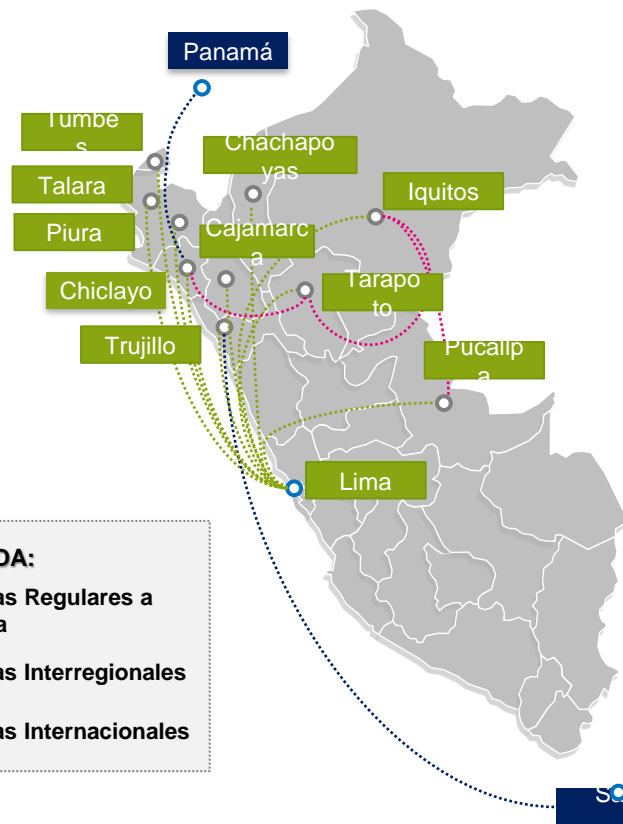 Panamá
Tumbe
s
Chachapo
yas
Talara
Iquitos
Piura
Cajamarc
a
Chiclayo
Tarapo
to
Trujillo
Pucallp
a
Lima
DA:
as Regulares a
a
as Interregionales
as Internacionales